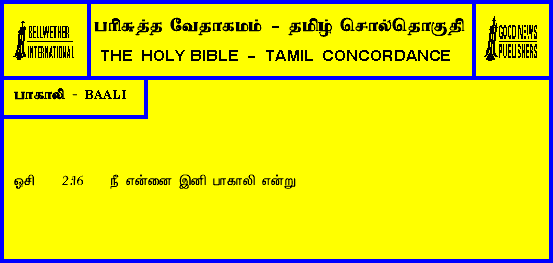 BELLWETHER
INTERNATIONAL
பரிசுத்த வேதாகமம் - தமிழ் சொல்தொகுதி
THE HOLY BIBLE - TAMIL CONCORDANCE
GOOD NEWS
PUBLISHERS
பாகாலி - BAALI
ஓசி 2:16 நீ என்னை இனி பாகாலி என்று